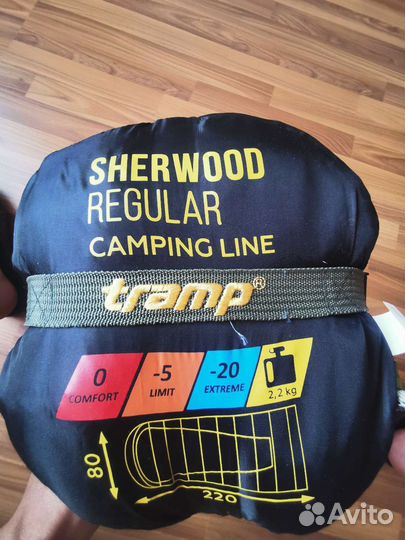 SHERWOOD
REGULAR
CAMPING LINE
tramp®
0
COMFORT
-5
LIMIT
-20
EXTREME
2,2 kg
80
220
Avito